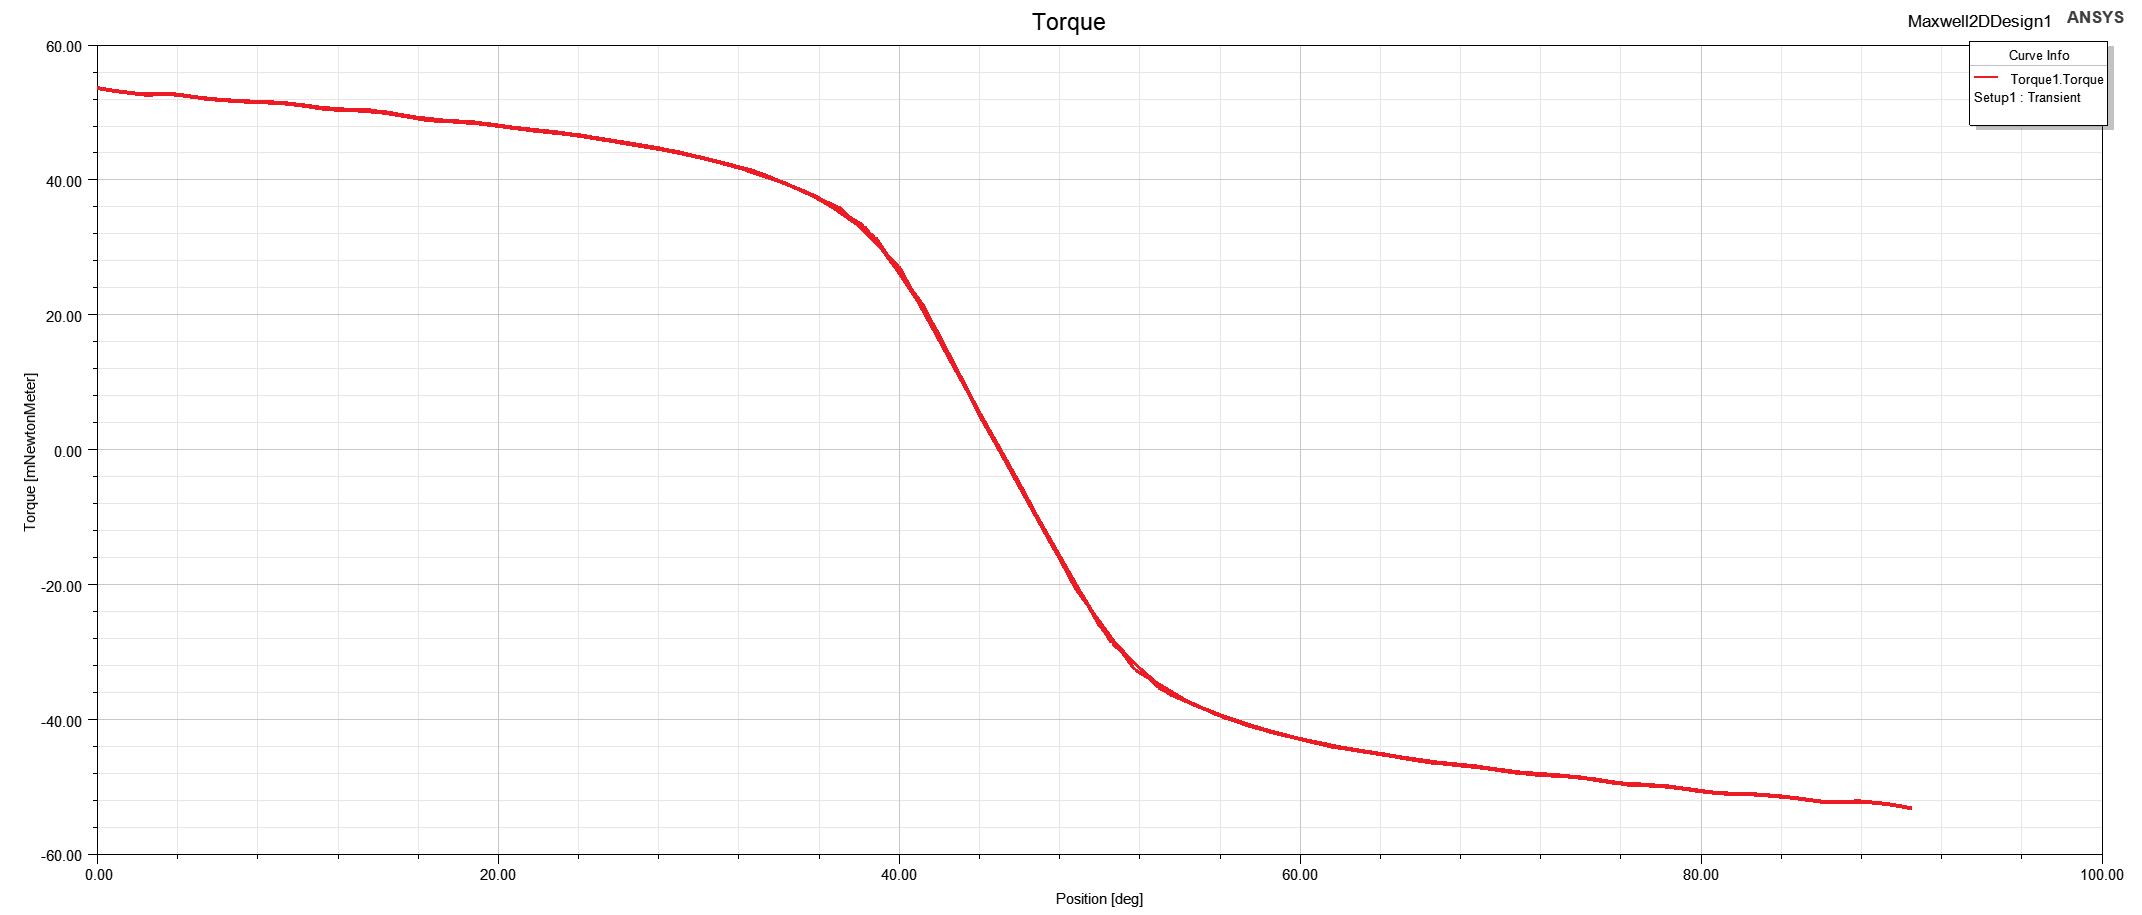 Torque
Maxwell2DDesign1
ANSYS
Curve Info
Torque1.Torque
Setup1 : Transient
60.00
40.00
20.00
0.00
-20.00
-40.00
-60.00
Torque [mNewtonMeter]
0.00
20.00
40.00
60.00
80.00
100.00
Position [deg]